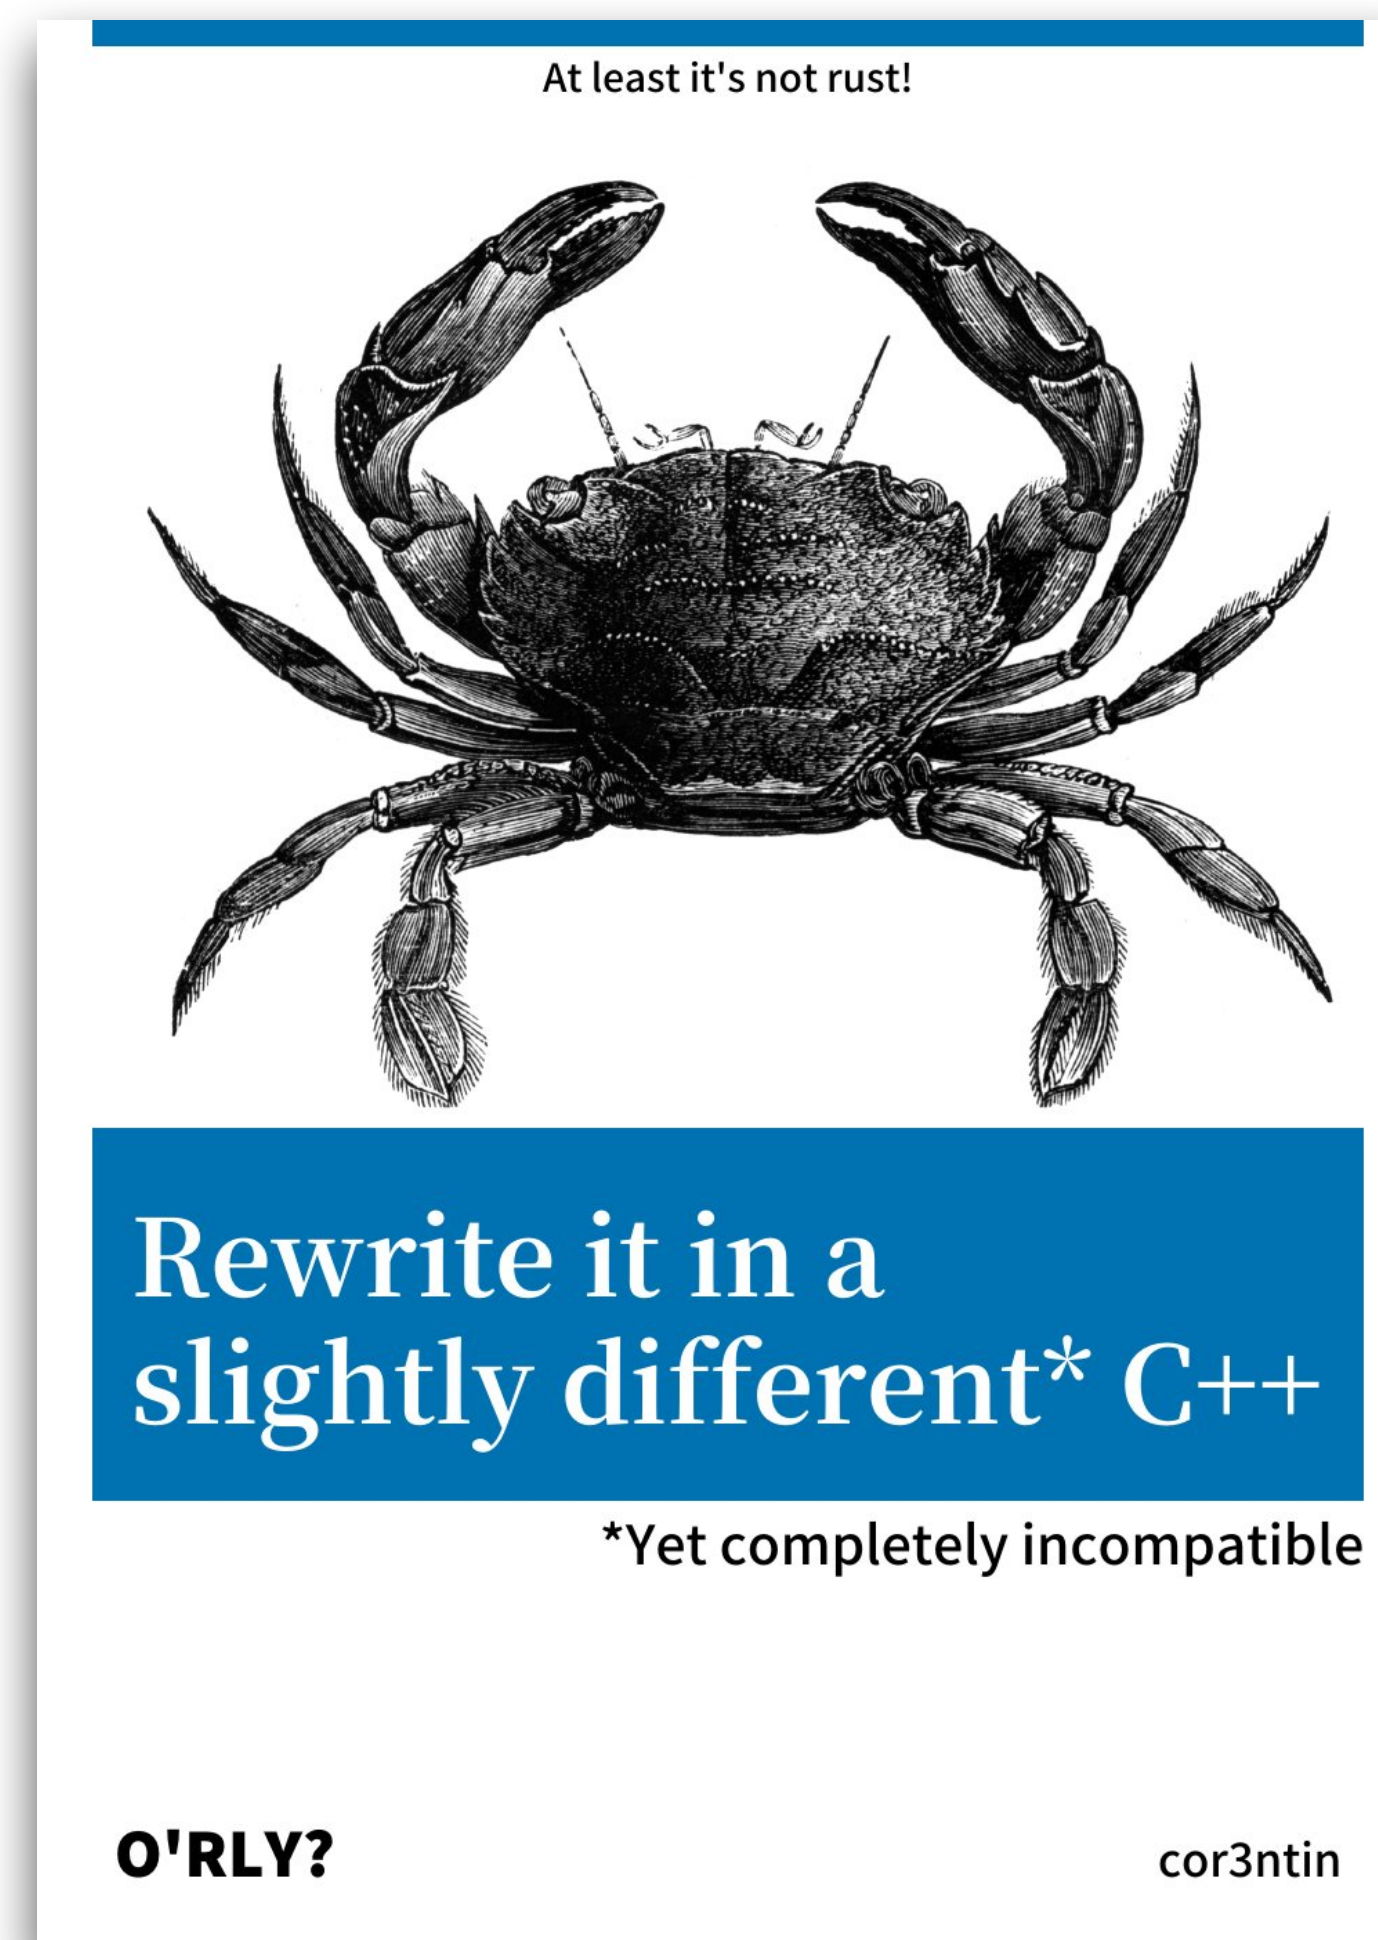 At least it's not rust!
Rewrite it in a
slightly different* C++
*Yet completely incompatible
O'RLY?
cor3ntin